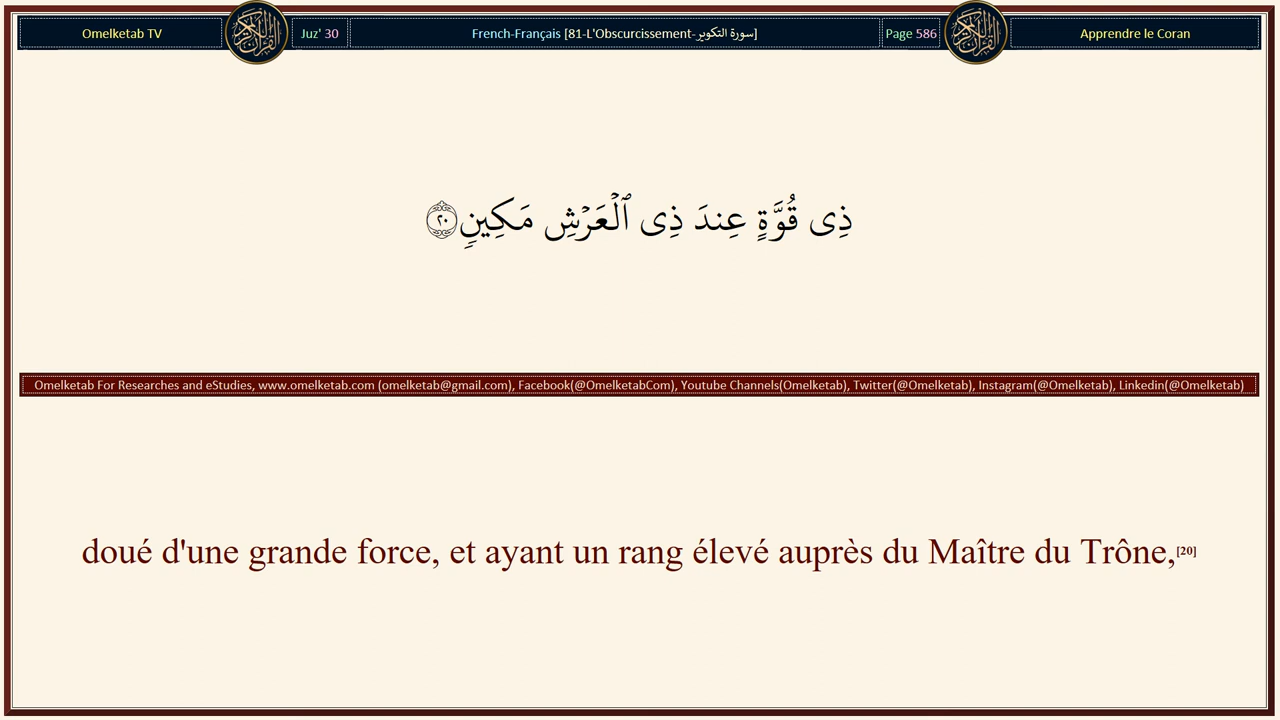 Omelketab TV
Juz' 30
French-Français [81-L'Obscurcissement-سورة التكوير]
Page 586
Apprendre le Coran
ذِى قُوَّةٍ عِندَ ذِى ٱلْعَرْشِ مَكِينٍۢ ٢٠
Omelketab For Researches and eStudies, www.omelketab.com (omelketab@gmail.com), Facebook(@OmelketabCom), Youtube Channels(Omelketab), Twitter(@Omelketab), Instagram(@Omelketab), Linkedin(@Omelketab)
doué d'une grande force, et ayant un rang élevé auprès du Maître du Trône,[20]